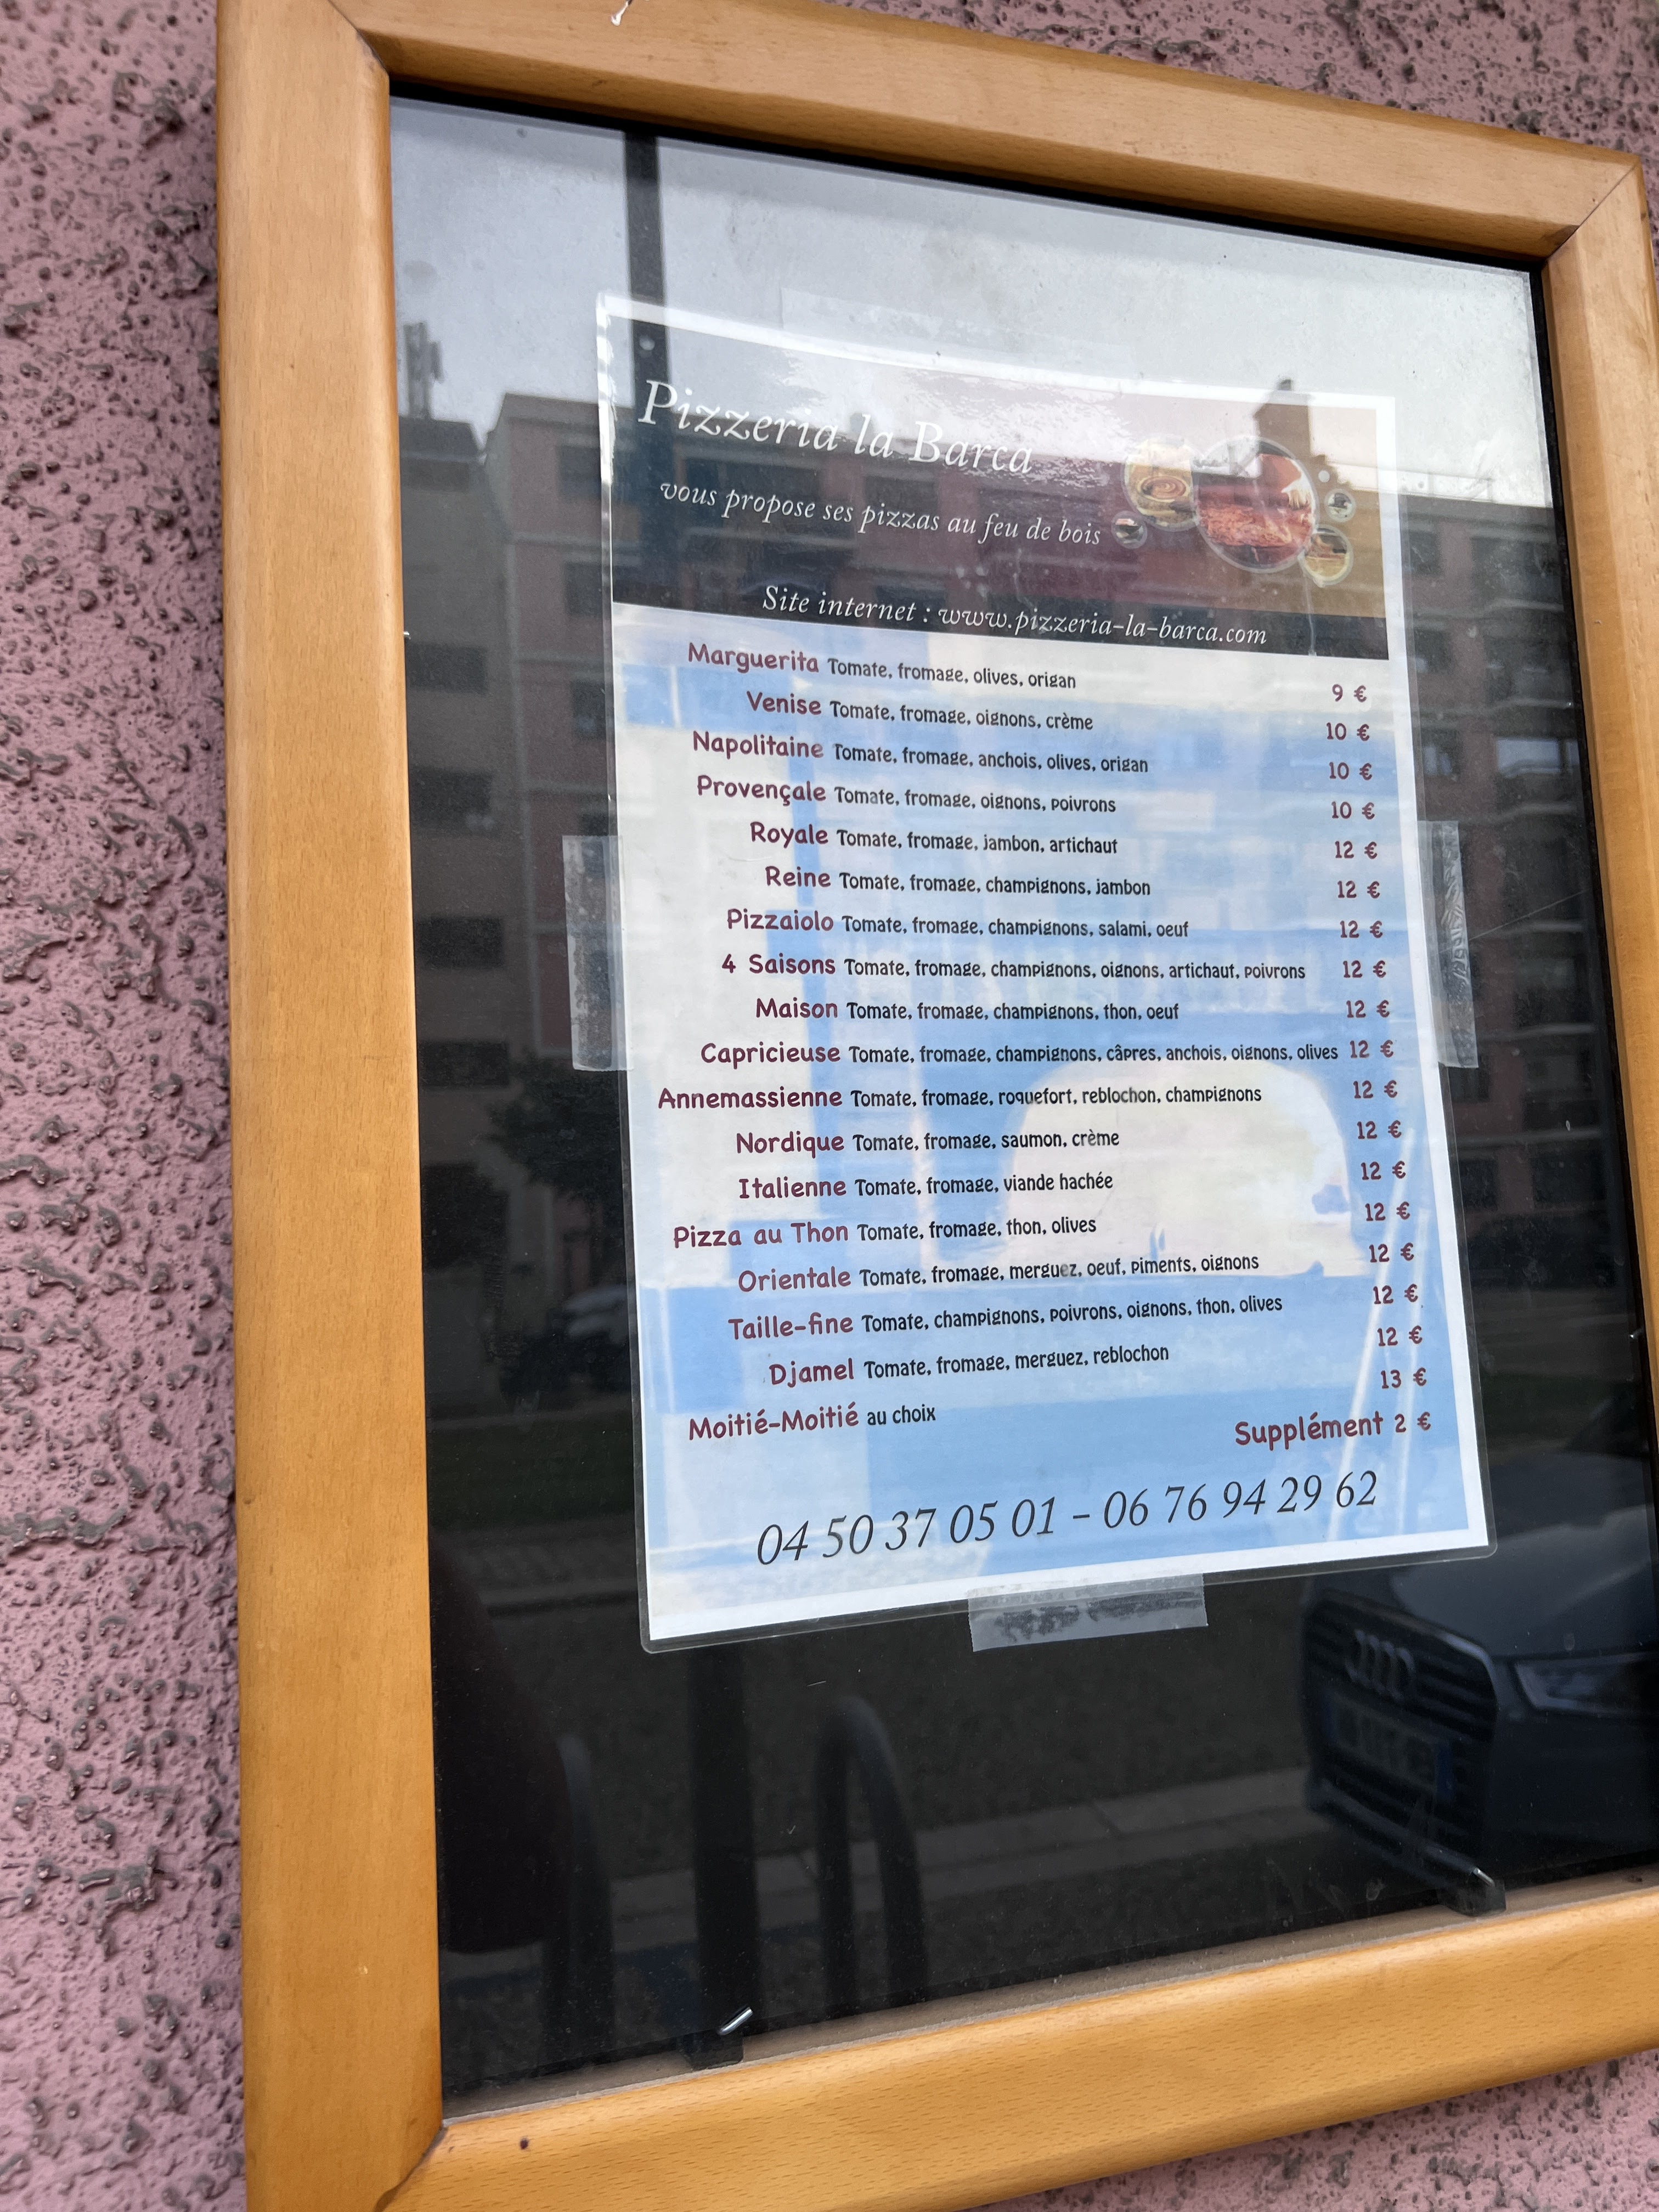 Pizzeria la Barca
vous propose ses pizzas au feu de bois
Site internet : www.pizzeria-la-barca.com
Marguerita Tomate, fromage, olives, origan 9 €
Venise Tomate, fromage, oignons, crème 10 €
Napolitaine Tomate, fromage, anchois, olives, origan 10 €
Provençale Tomate, fromage, oignons, poivrons 10 €
Royale Tomate, fromage, jambon, artichaut 12 €
Reine Tomate, fromage, champignons, jambon 12 €
Pizzaiolo Tomate, fromage, champignons, salami, oeuf 12 €
4 Saisons Tomate, fromage, champignons, oignons, artichaut, poivrons 12 €
Maison Tomate, fromage, champignons, thon, oeuf 12 €
Capricieuse Tomate, fromage, champignons, câpres, anchois, oignons, olives 12 €
Annemassienne Tomate, fromage, roquefort, reblochon, champignons 12 €
Nordique Tomate, fromage, saumon, crème 12 €
Italienne Tomate, fromage, viande hachée 12 €
Pizza au Thon Tomate, fromage, thon, olives 12 €
Orientale Tomate, fromage, merguez, oeuf, piments, oignons 12 €
Taille-fine Tomate, champignons, poivrons, oignons, thon, olives 12 €
Djamel Tomate, fromage, merguez, reblochon 12 €
Moitié-Moitié au choix 13 €
Supplément 2 €
04 50 37 05 01 - 06 76 94 29 62